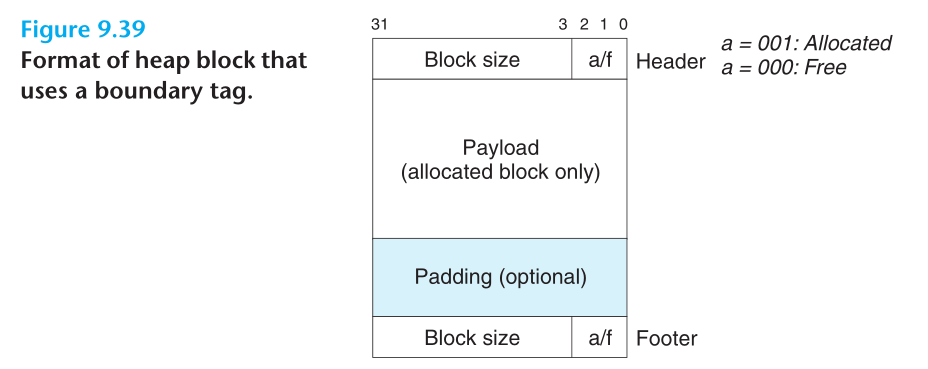 Figure 9.39
Format of heap block that
uses a boundary tag.
31 3 2 1 0
Block size a/f Header
a = 001: Allocated
a = 000: Free
Payload
(allocated block only)
Padding (optional)
Block size a/f Footer